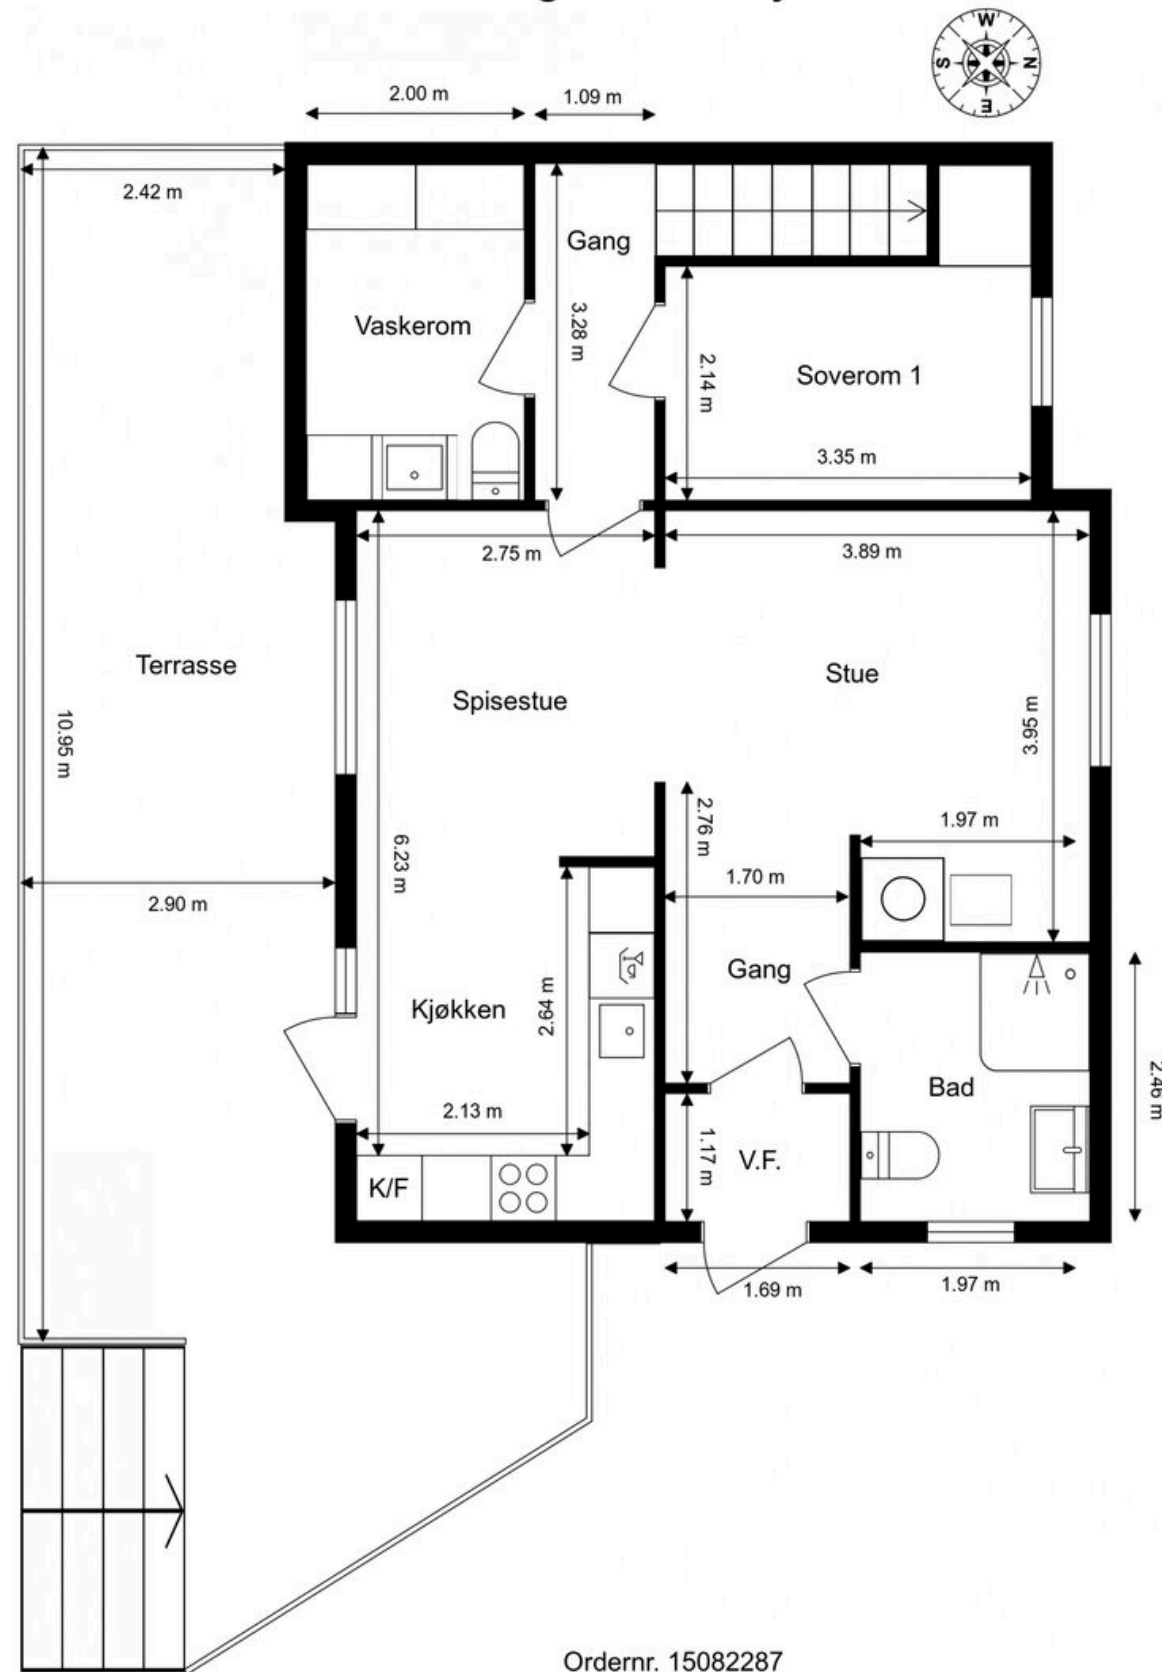 W
S
N
E
2.00 m
1.09 m
2.42 m
Gang
3.28 m
Vaskerom
2.14 m
Soverom 1
3.35 m
2.75 m
3.89 m
Terrasse
Spisestue
Stue
10.95 m
3.95 m
6.23 m
2.76 m
1.97 m
2.90 m
1.70 m
Gang
Kjøkken
2.64 m
Bad
2.46 m
2.13 m
1.17 m
V.F.
K/F
1.69 m
1.97 m
Ordernr. 15082287